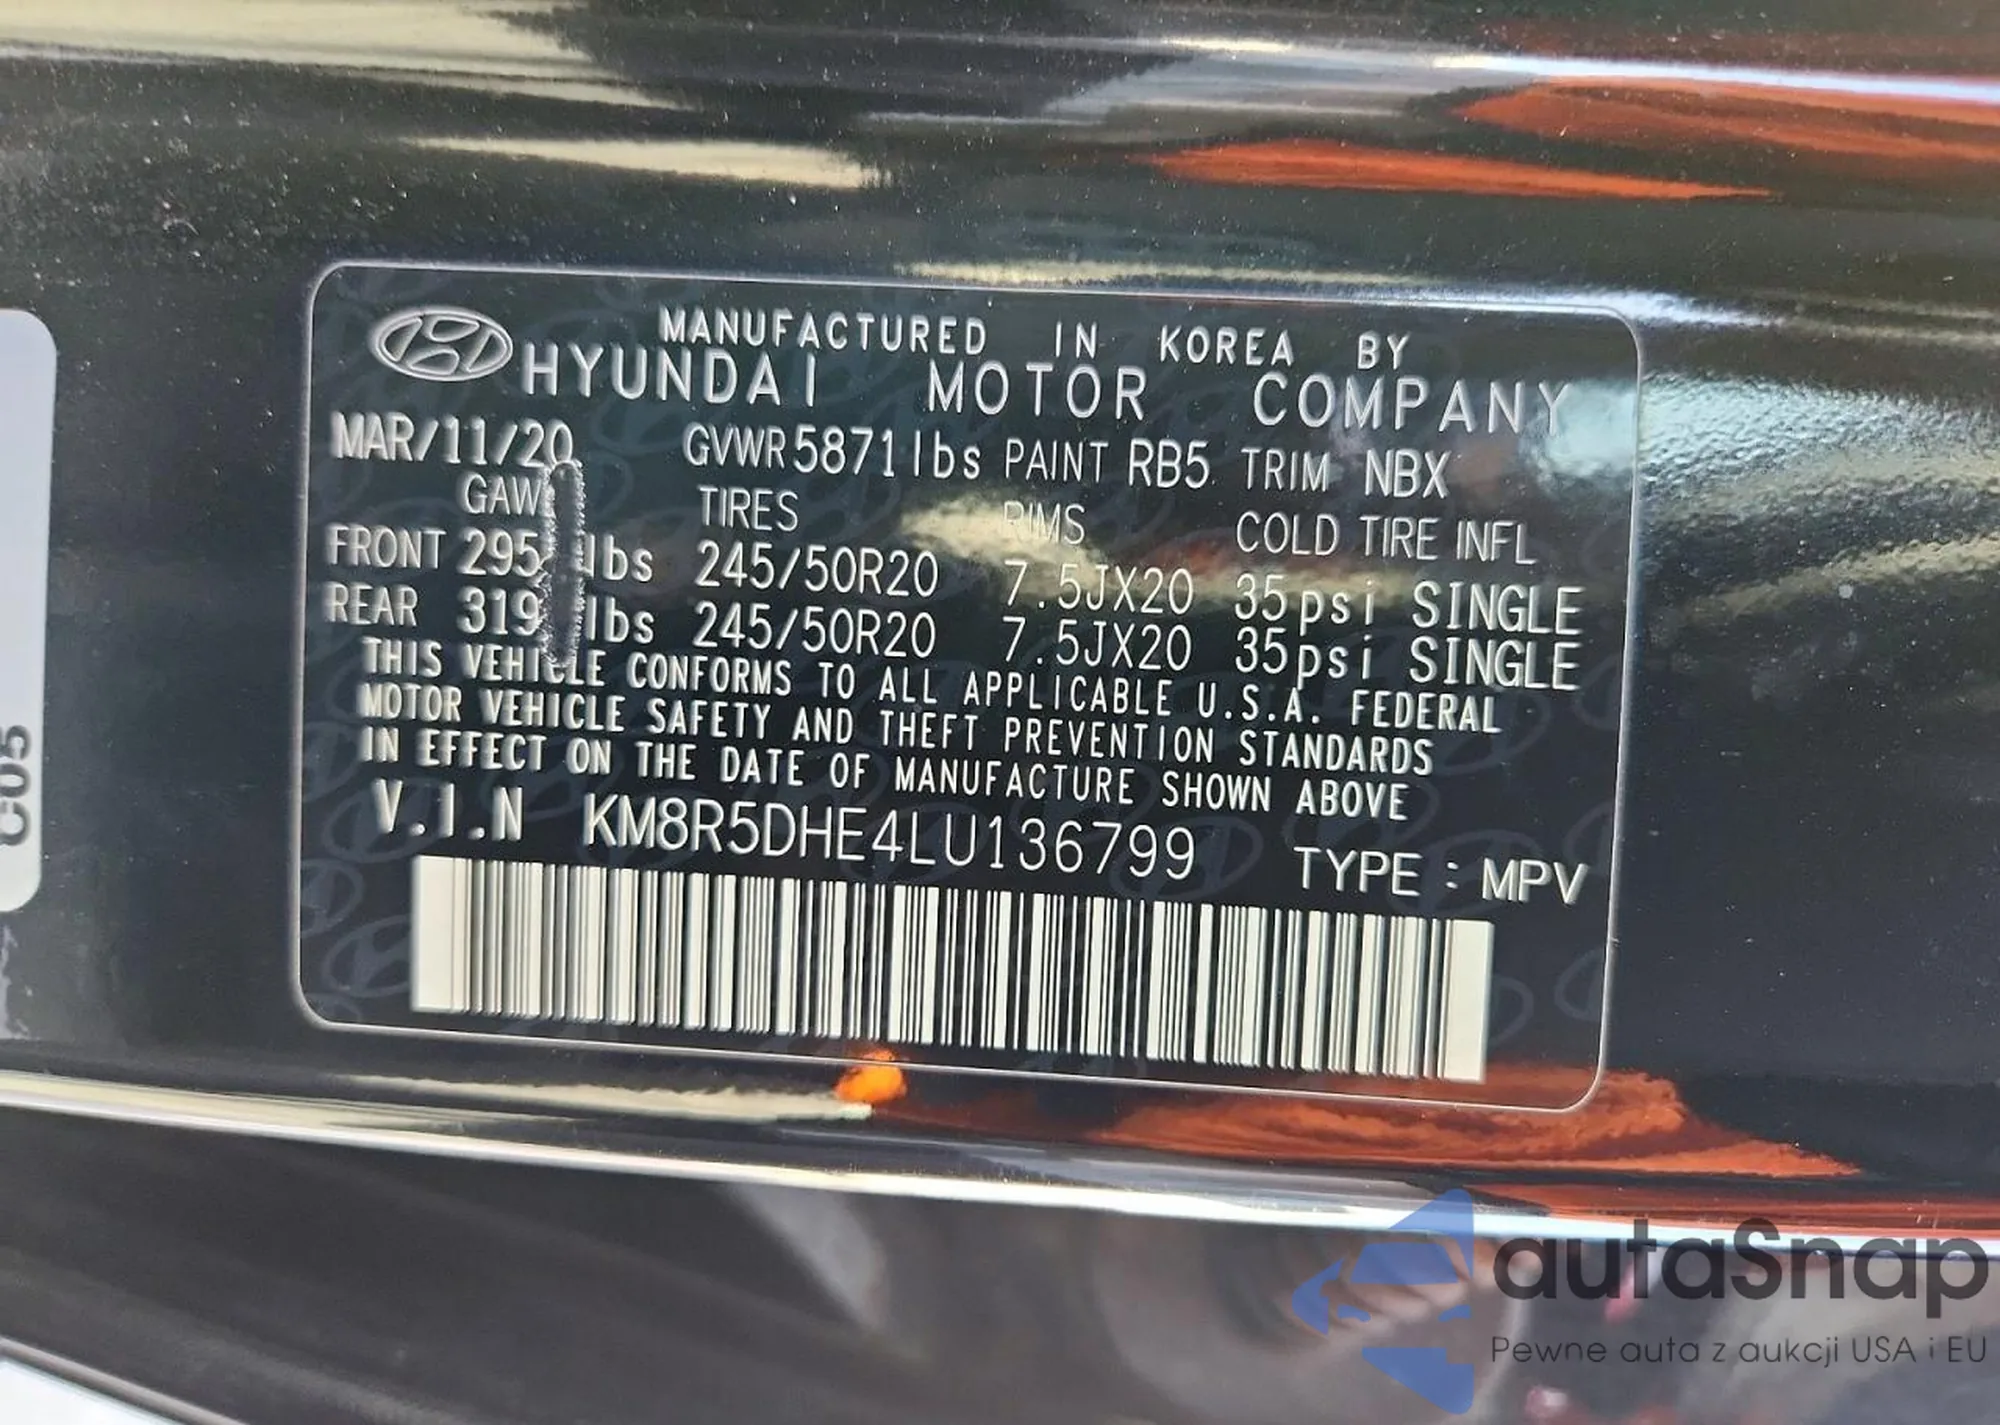 MANUFACTURED IN KOREA BY
HYUNDAI MOTOR COMPANY
MAR/11/20 GVWR 5871lbs PAINT RB5 TRIM NBX
TIRES RIMS COLD TIRE INFL
FRONT lbs 245/50R20 7.5JX20 35psi SINGLE
REAR lbs 245/50R20 7.5JX20 35psi SINGLE
THIS VEHICLE CONFORMS TO ALL APPLICABLE U.S.A. FEDERAL
MOTOR VEHICLE SAFETY AND THEFT PREVENTION STANDARDS
IN EFFECT ON THE DATE OF MANUFACTURE SHOWN ABOVE
V.I.N KM8R5DHE4LU136799 TYPE : MPV
C05
autaSnap
Pewne auta z aukcji USA i EU